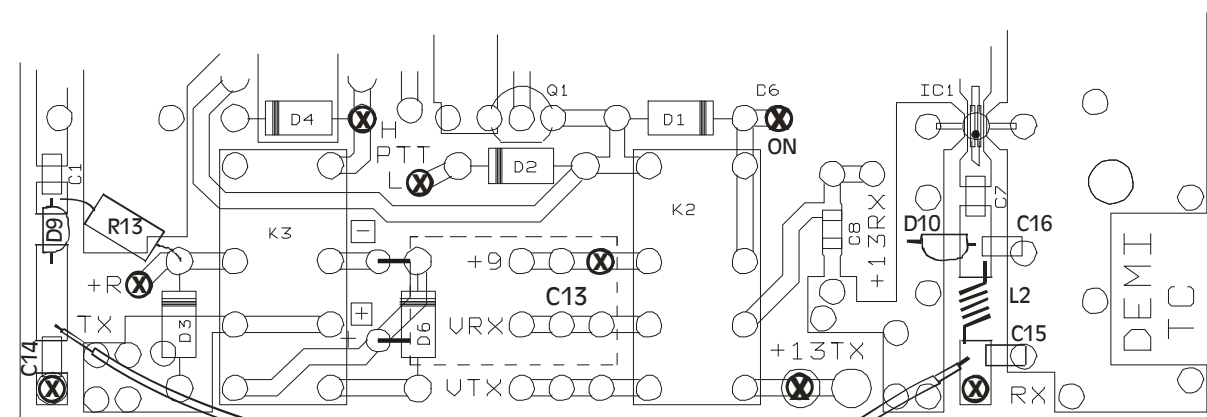 Q1
C6
IC1
D4
D1
H
ON
PTT
L
D2
C1
C7
R13
D9
K3
K2
C8
+13RX
D10
C16
−
+9
+R
C13
L2
DEMI
TC
TX
D3
+
D6
VRX
C15
+13TX
C14
VTX
RX